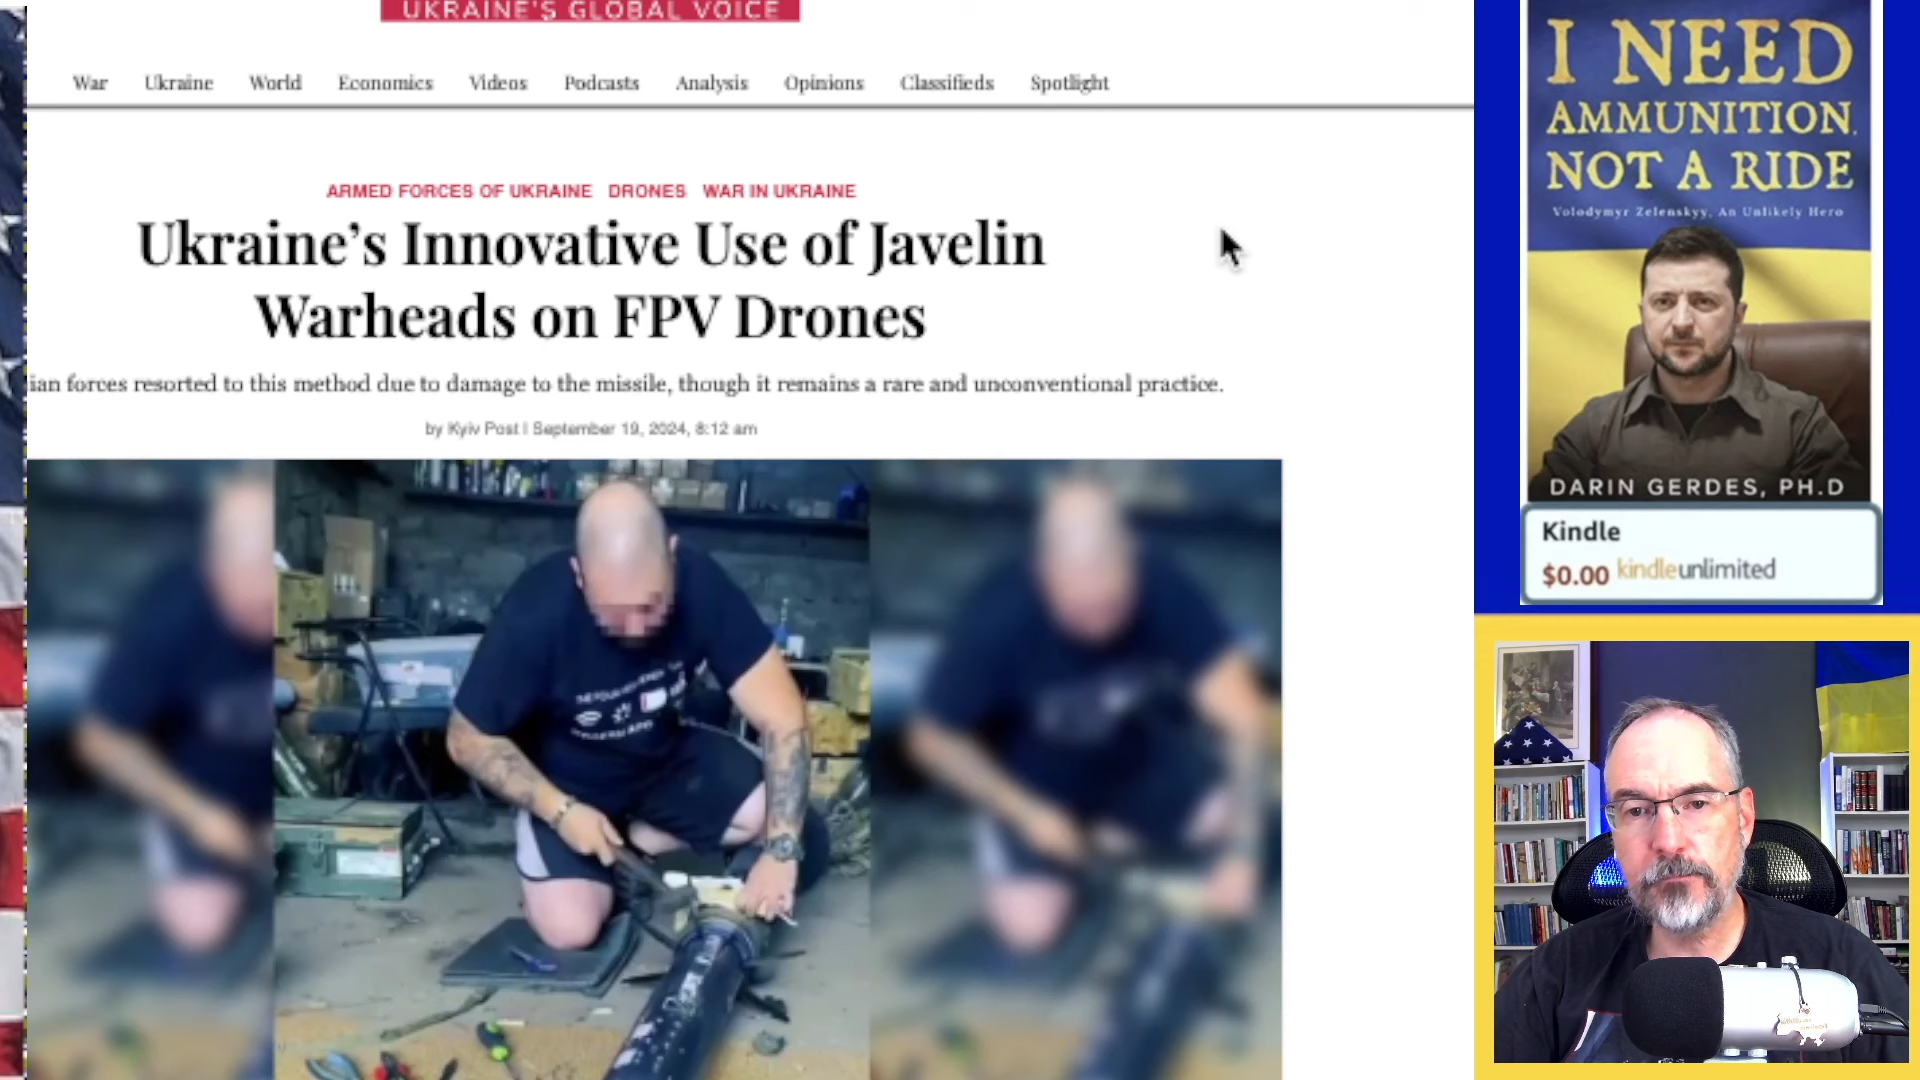 UKRAINE'S GLOBAL VOICE
War Ukraine World Economics Videos Podcasts Analysis Opinions Classifieds Spotlight
ARMED FORCES OF UKRAINE DRONES WAR IN UKRAINE
Ukraine’s Innovative Use of Javelin
Warheads on FPV Drones
ian forces resorted to this method due to damage to the missile, though it remains a rare and unconventional practice.
by Kyiv Post | September 19, 2024, 8:12 am
I NEED
AMMUNITION,
NOT A RIDE
Volodymyr Zelenskyy, An Unlikely Hero
DARIN GERDES, PH.D
Kindle
$0.00 kindleunlimited